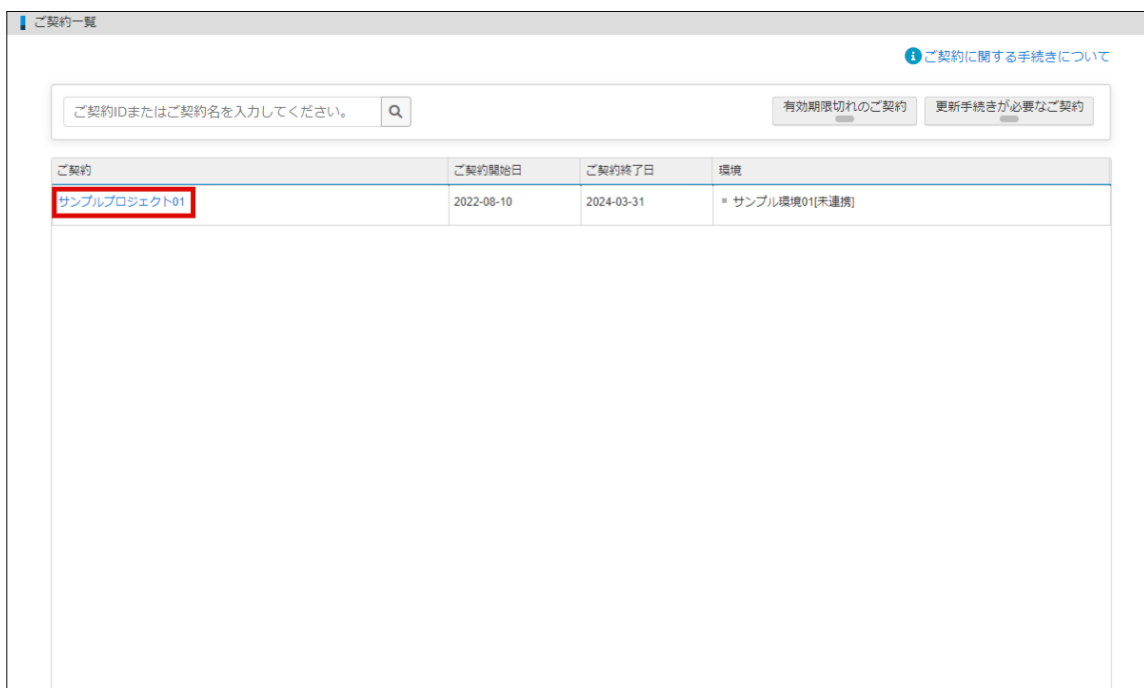 ご契約一覧
ご契約に関する手続きについて
ご契約IDまたはご契約名を入力してください。
有効期限切れのご契約 更新手続きが必要なご契約
ご契約 ご契約開始日 ご契約終了日 環境
サンプルプロジェクト01 2022-08-10 2024-03-31 サンプル環境01[未連携]